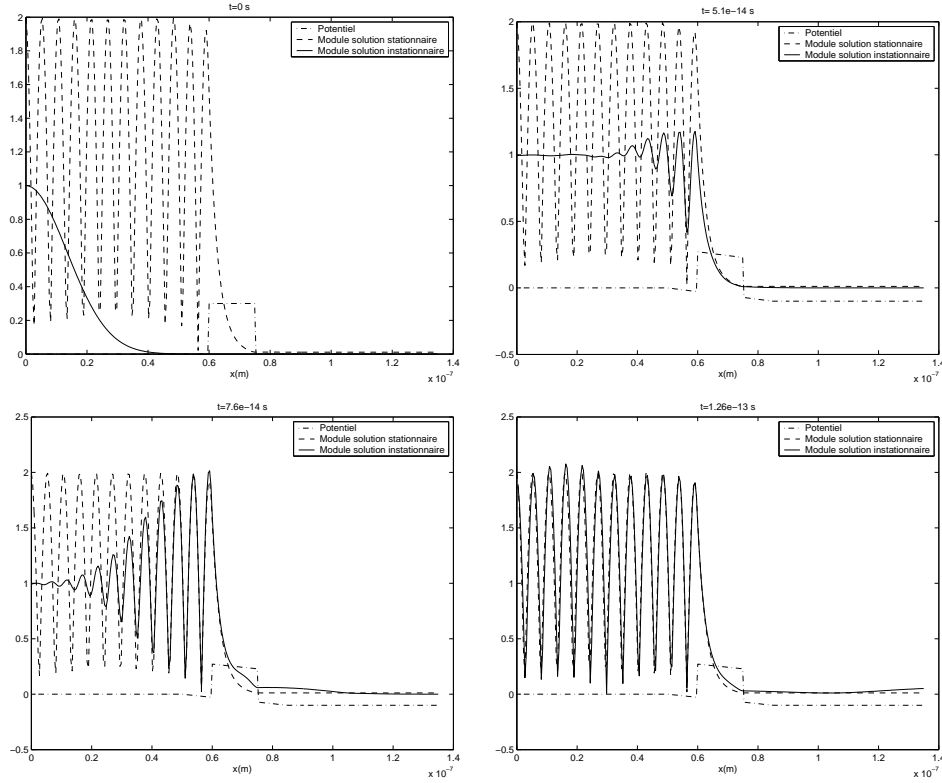 t=0 s
Potentiel
Module solution stationnaire
Module solution instationnaire
2
1.8
1.6
1.4
1.2
1
0.8
0.6
0.4
0.2
0
0 0.2 0.4 0.6 0.8 1 1.2 1.4
x(m)
x 10⁻⁷
t= 5.1e−14 s
Potentiel
Module solution stationnaire
Module solution instationnaire
2
1.5
1
0.5
0
−0.5
0 0.2 0.4 0.6 0.8 1 1.2 1.4
x(m)
x 10⁻⁷
t=7.6e−14 s
Potentiel
Module solution stationnaire
Module solution instationnaire
2.5
2
1.5
1
0.5
0
−0.5
0 0.2 0.4 0.6 0.8 1 1.2 1.4
x(m)
x 10⁻⁷
t=1.26e−13 s
Potentiel
Module solution stationnaire
Module solution instationnaire
2.5
2
1.5
1
0.5
0
−0.5
0 0.2 0.4 0.6 0.8 1 1.2 1.4
x(m)
x 10⁻⁷